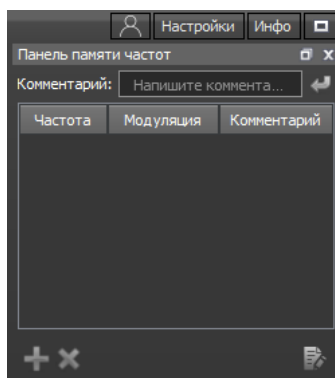 Настройки Инфо
Панель памяти частот
Комментарий: Напишите коммента...
Частота Модуляция Комментарий